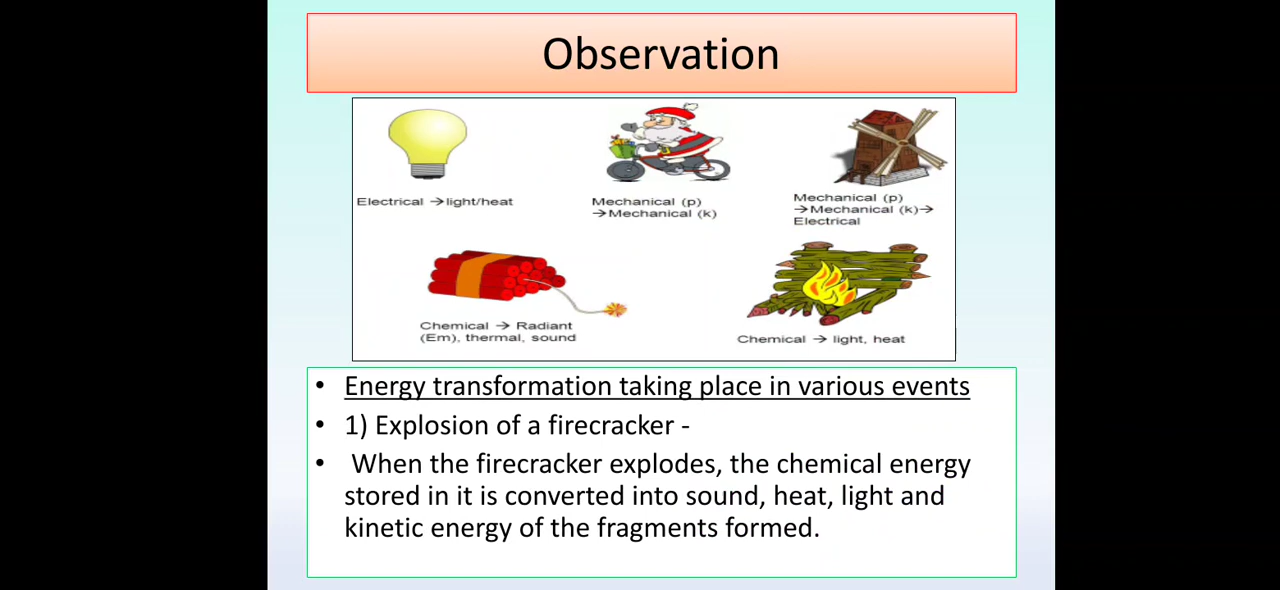 Observation
Electrical →light/heat
Mechanical (p)
→Mechanical (k)
Mechanical (p)
→Mechanical (k)→
Electrical
Chemical → Radiant
(Em), thermal, sound
Chemical → light, heat
• Energy transformation taking place in various events
• 1) Explosion of a firecracker -
• When the firecracker explodes, the chemical energy
stored in it is converted into sound, heat, light and
kinetic energy of the fragments formed.